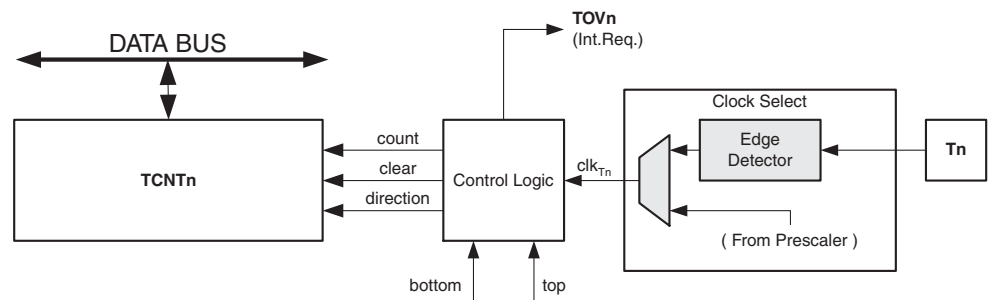 TOVn
(Int.Req.)
DATA BUS
Clock Select
count
Edge
Detector
Tn
clear
TCNTn
Control Logic
clkTn
direction
( From Prescaler )
bottom
top